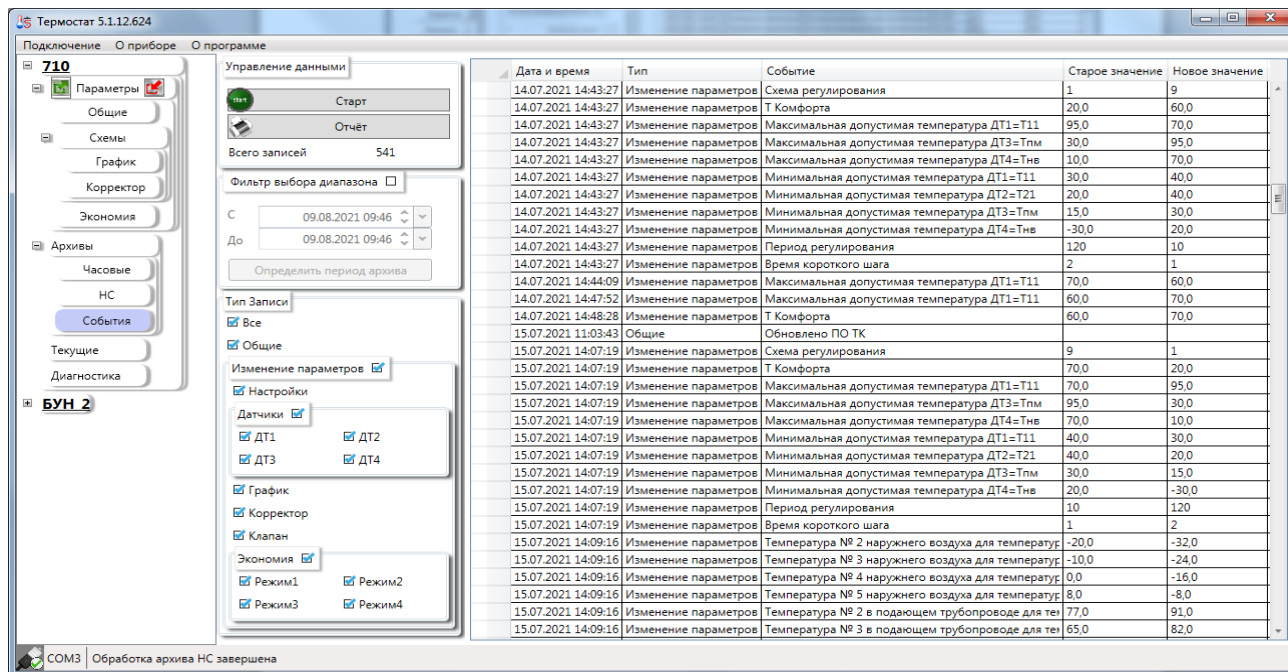 Термостат 5.1.12.624
Подключение О приборе О программе
710
Параметры
Общие
Схемы
График
Корректор
Экономия
Архивы
Часовые
НС
События
Текущие
Диагностика
БУН_2
Управление данными
start
Старт
Отчёт
Всего записей 541
Фильтр выбора диапазона
С 09.08.2021 09:46
До 09.08.2021 09:46
Определить период архива
Тип Записи
Все
Общие
Изменение параметров
Настройки
Датчики
ДТ1 ДТ2
ДТ3 ДТ4
График
Корректор
Клапан
Экономия
Режим1 Режим2
Режим3 Режим4
Дата и время Тип Событие Старое значение Новое значение
14.07.2021 14:43:27 Изменение параметров Схема регулирования 1 9
14.07.2021 14:43:27 Изменение параметров Т Комфорта 20,0 60,0
14.07.2021 14:43:27 Изменение параметров Максимальная допустимая температура ДТ1=Т11 95,0 70,0
14.07.2021 14:43:27 Изменение параметров Максимальная допустимая температура ДТ3=Тпм 30,0 95,0
14.07.2021 14:43:27 Изменение параметров Максимальная допустимая температура ДТ4=Тнв 10,0 70,0
14.07.2021 14:43:27 Изменение параметров Минимальная допустимая температура ДТ1=Т11 30,0 40,0
14.07.2021 14:43:27 Изменение параметров Минимальная допустимая температура ДТ2=Т21 20,0 40,0
14.07.2021 14:43:27 Изменение параметров Минимальная допустимая температура ДТ3=Тпм 15,0 30,0
14.07.2021 14:43:27 Изменение параметров Минимальная допустимая температура ДТ4=Тнв -30,0 20,0
14.07.2021 14:43:27 Изменение параметров Период регулирования 120 10
14.07.2021 14:43:27 Изменение параметров Время короткого шага 2 1
14.07.2021 14:44:09 Изменение параметров Максимальная допустимая температура ДТ1=Т11 70,0 60,0
14.07.2021 14:47:52 Изменение параметров Максимальная допустимая температура ДТ1=Т11 60,0 70,0
14.07.2021 14:48:28 Изменение параметров Т Комфорта 60,0 70,0
15.07.2021 11:03:43 Общие Обновлено ПО ТК
15.07.2021 14:07:19 Изменение параметров Схема регулирования 9 1
15.07.2021 14:07:19 Изменение параметров Т Комфорта 70,0 20,0
15.07.2021 14:07:19 Изменение параметров Максимальная допустимая температура ДТ1=Т11 70,0 95,0
15.07.2021 14:07:19 Изменение параметров Максимальная допустимая температура ДТ3=Тпм 95,0 30,0
15.07.2021 14:07:19 Изменение параметров Максимальная допустимая температура ДТ4=Тнв 70,0 10,0
15.07.2021 14:07:19 Изменение параметров Минимальная допустимая температура ДТ1=Т11 40,0 30,0
15.07.2021 14:07:19 Изменение параметров Минимальная допустимая температура ДТ2=Т21 40,0 20,0
15.07.2021 14:07:19 Изменение параметров Минимальная допустимая температура ДТ3=Тпм 30,0 15,0
15.07.2021 14:07:19 Изменение параметров Минимальная допустимая температура ДТ4=Тнв 20,0 -30,0
15.07.2021 14:07:19 Изменение параметров Период регулирования 10 120
15.07.2021 14:07:19 Изменение параметров Время короткого шага 1 2
15.07.2021 14:09:16 Изменение параметров Температура № 2 наружнего воздуха для температур -20,0 -32,0
15.07.2021 14:09:16 Изменение параметров Температура № 3 наружнего воздуха для температур -10,0 -24,0
15.07.2021 14:09:16 Изменение параметров Температура № 4 наружнего воздуха для температур 0,0 -16,0
15.07.2021 14:09:16 Изменение параметров Температура № 5 наружнего воздуха для температур 8,0 -8,0
15.07.2021 14:09:16 Изменение параметров Температура № 2 в подающем трубопроводе для тем 77,0 91,0
15.07.2021 14:09:16 Изменение параметров Температура № 3 в подающем трубопроводе для тем 65,0 82,0
COM3 Обработка архива НС завершена